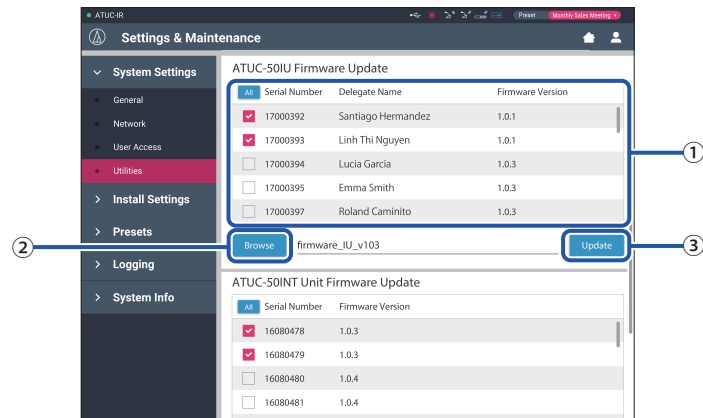 ATUC-IR Preset Monthly Sales Meeting
Settings & Maintenance
System Settings
General
Network
User Access
Utilities
Install Settings
Presets
Logging
System Info
ATUC-50IU Firmware Update
All Serial Number Delegate Name Firmware Version
17000392 Santiago Hermandez 1.0.1
17000393 Linh Thi Nguyen 1.0.1
17000394 Lucia Garcia 1.0.3
17000395 Emma Smith 1.0.3
17000397 Roland Caminito 1.0.3
①
② Browse firmware_IU_v103 Update ③
ATUC-50INT Unit Firmware Update
All Serial Number Firmware Version
16080478 1.0.3
16080479 1.0.3
16080480 1.0.4
16080481 1.0.4